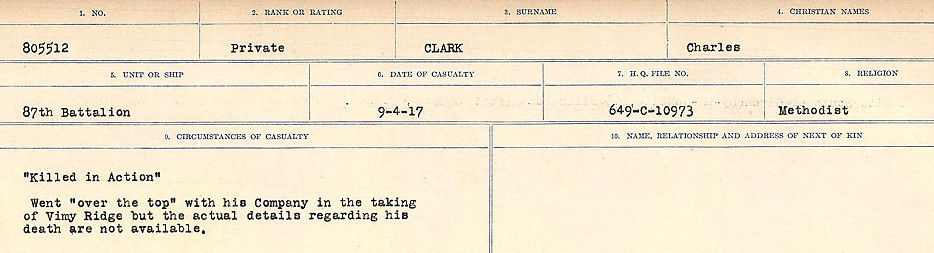 1. NO.
2. RANK OR RATING
3. SURNAME
4. CHRISTIAN NAMES
805512
Private
CLARK
Charles
5. UNIT OR SHIP
6. DATE OF CASUALTY
7. H. Q. FILE NO.
8. RELIGION
87th Battalion
9-4-17
649-C-10973
Methodist
9. CIRCUMSTANCES OF CASUALTY
10. NAME, RELATIONSHIP AND ADDRESS OF NEXT OF KIN
"Killed in Action"
Went "over the top" with his Company in the taking
of Vimy Ridge but the actual details regarding his
death are not available.